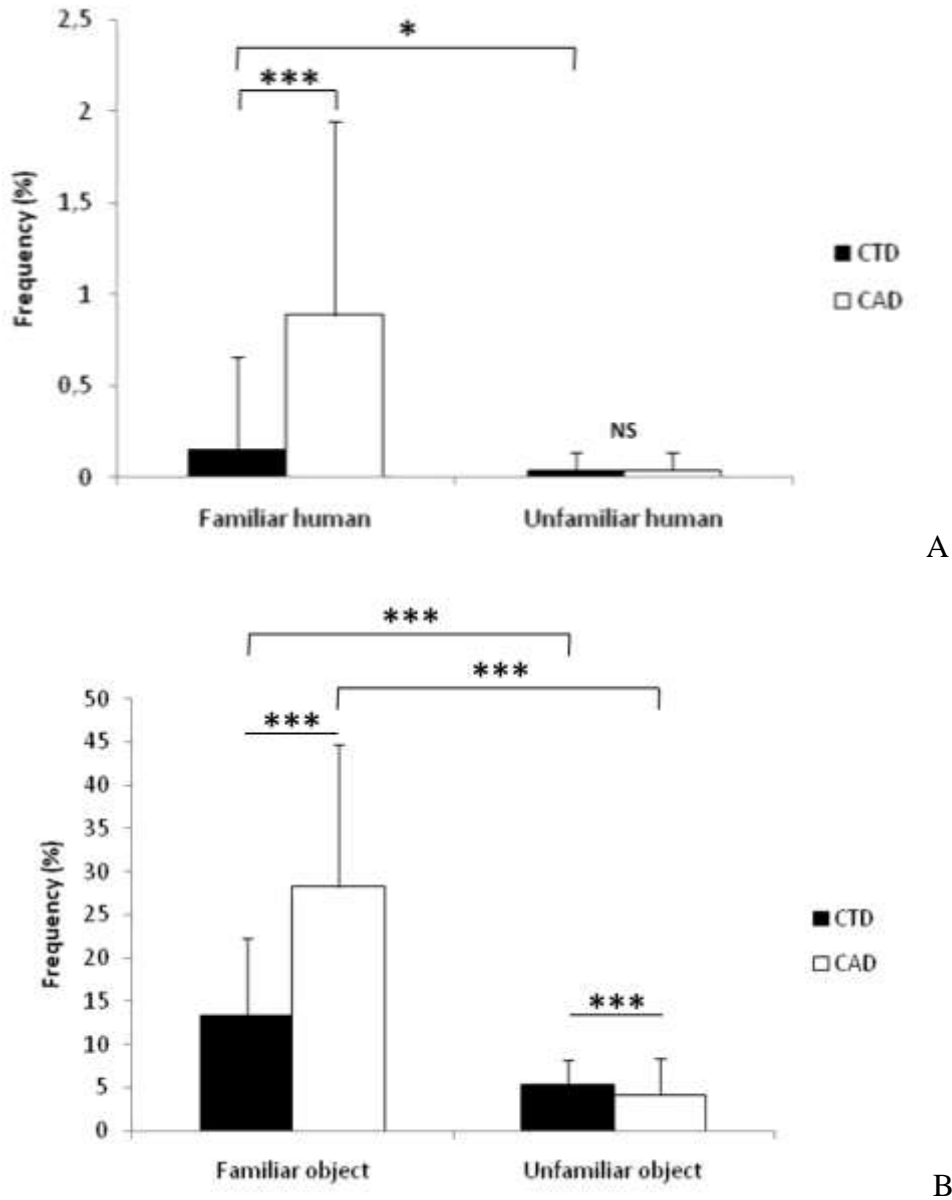 2,5
*
***
2
1,5
1
0,5
0
Frequency (%)
NS
CTD
CAD
Familiar human
Unfamiliar human
A
***
***
50
***
45
40
35
30
25
20
15
10
5
0
Frequency (%)
***
CTD
CAD
Familiar object
Unfamiliar object
B